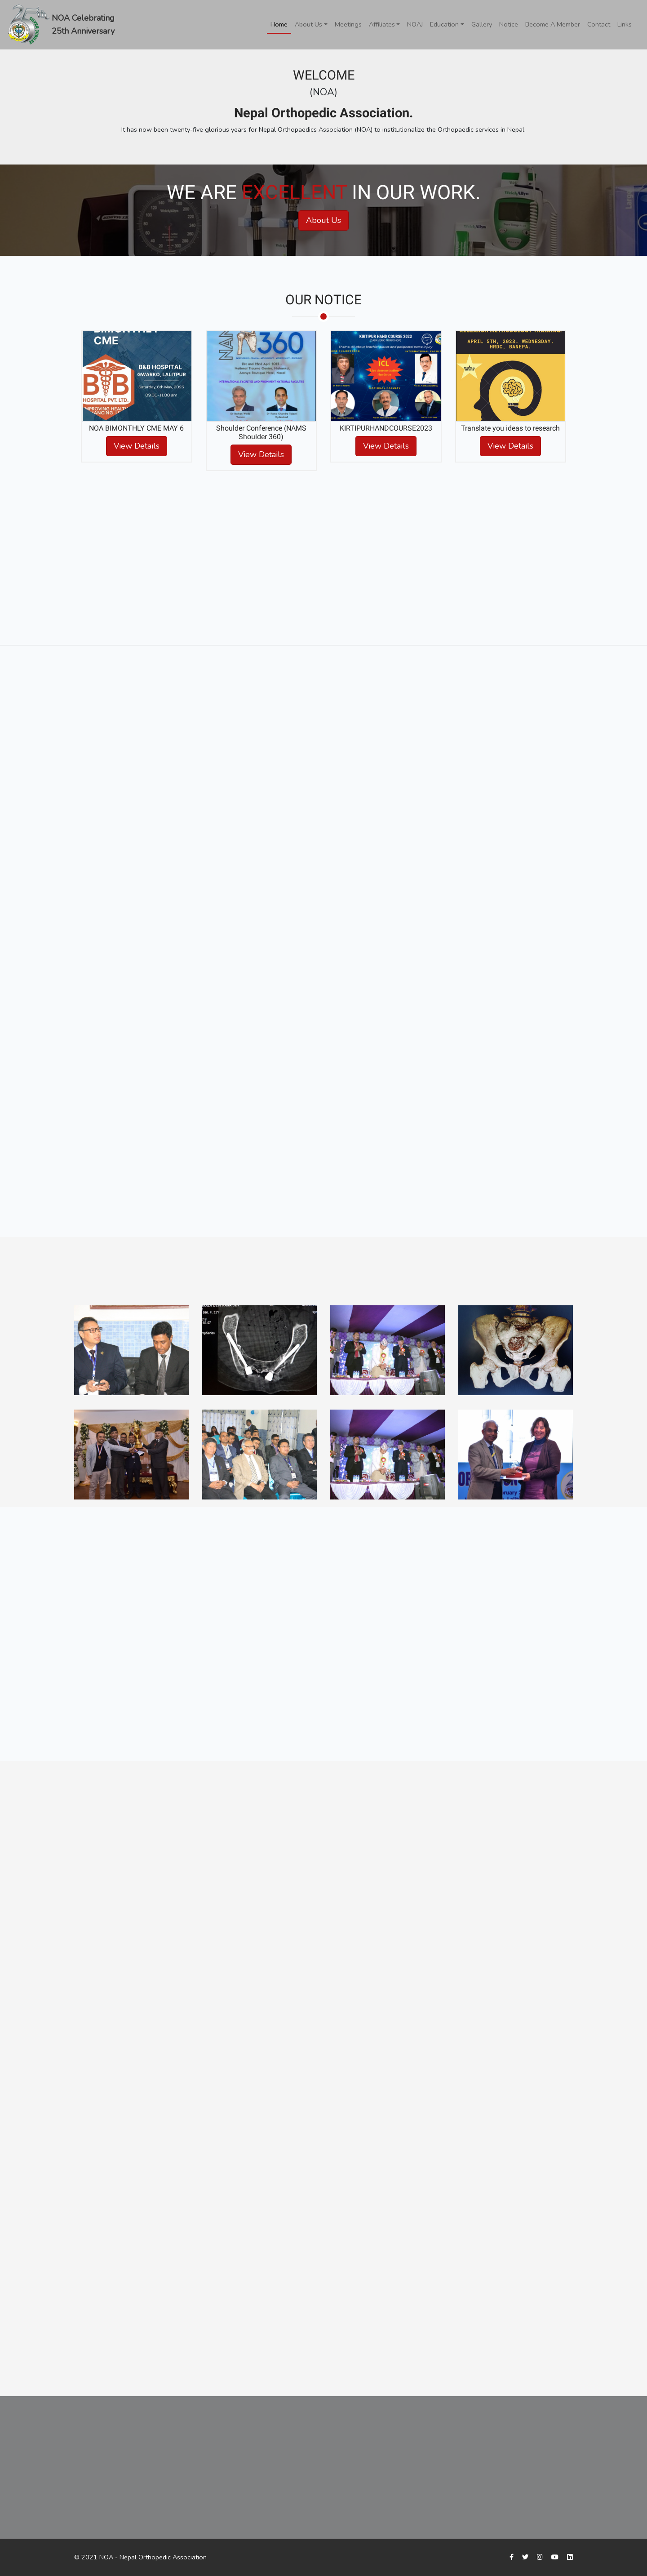 NOA Celebrating
25th Anniversary
Home About Us Meetings Affiliates NOAJ Education Gallery Notice Become A Member Contact Links
WELCOME
(NOA)
Nepal Orthopedic Association.
It has now been twenty-five glorious years for Nepal Orthopaedics Association (NOA) to institutionalize the Orthopaedic services in Nepal.
WE ARE EXCELLENT IN OUR WORK.
About Us
OUR NOTICE
CME
B&B HOSPITAL
GWARKO, LALITPUR
HOSPITAL PVT. LTD.
360
KIRTIPUR HAND COURSE 2023
ICL
APRIL 5TH, 2023. WEDNESDAY.
HRDC, BANEPA.
NOA BIMONTHLY CME MAY 6
View Details
Shoulder Conference (NAMS
Shoulder 360)
View Details
KIRTIPURHANDCOURSE2023
View Details
Translate you ideas to research
View Details
© 2021 NOA - Nepal Orthopedic Association